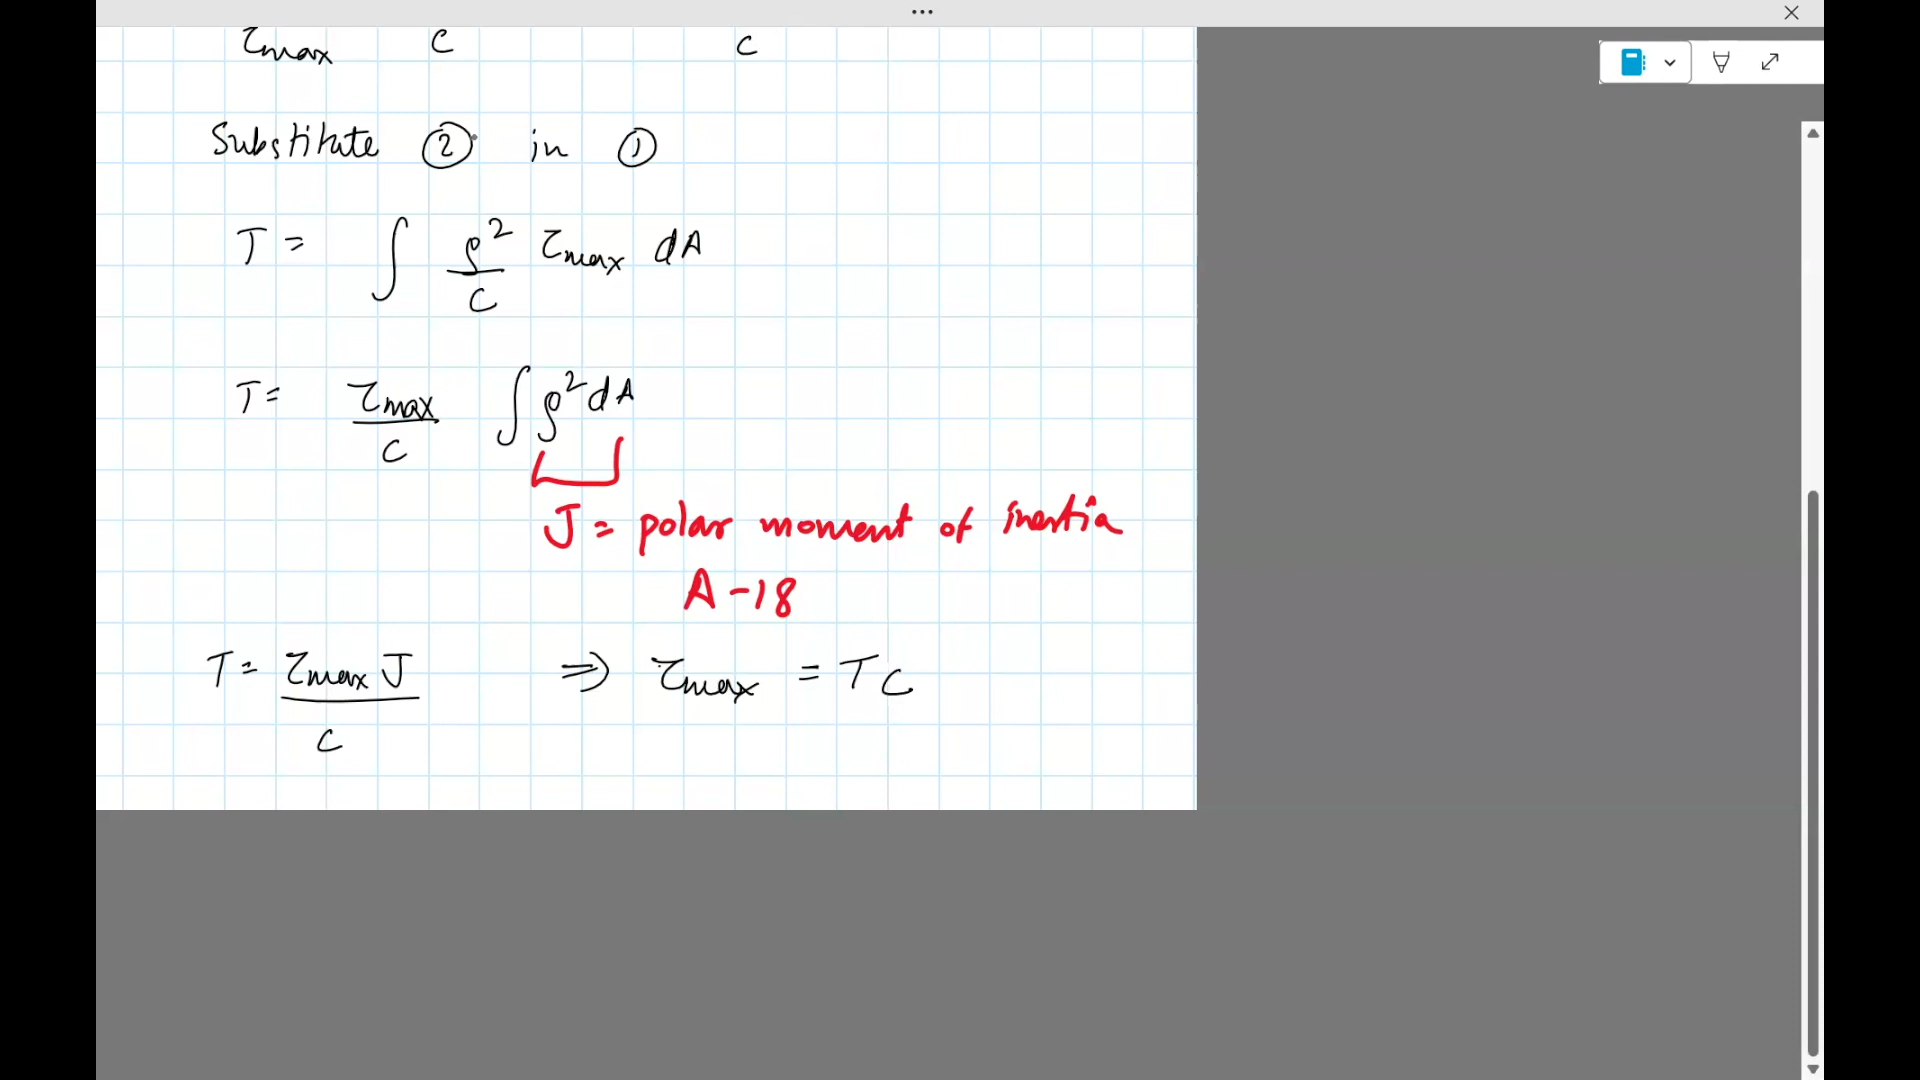 τmax c c
Substitute ② in ①
T = ∫ ρ²/c τmax dA
T = τmax/c ∫ρ²dA
J = polar moment of inertia
A-18
T = τmax J/c ⇒ τmax = Tc